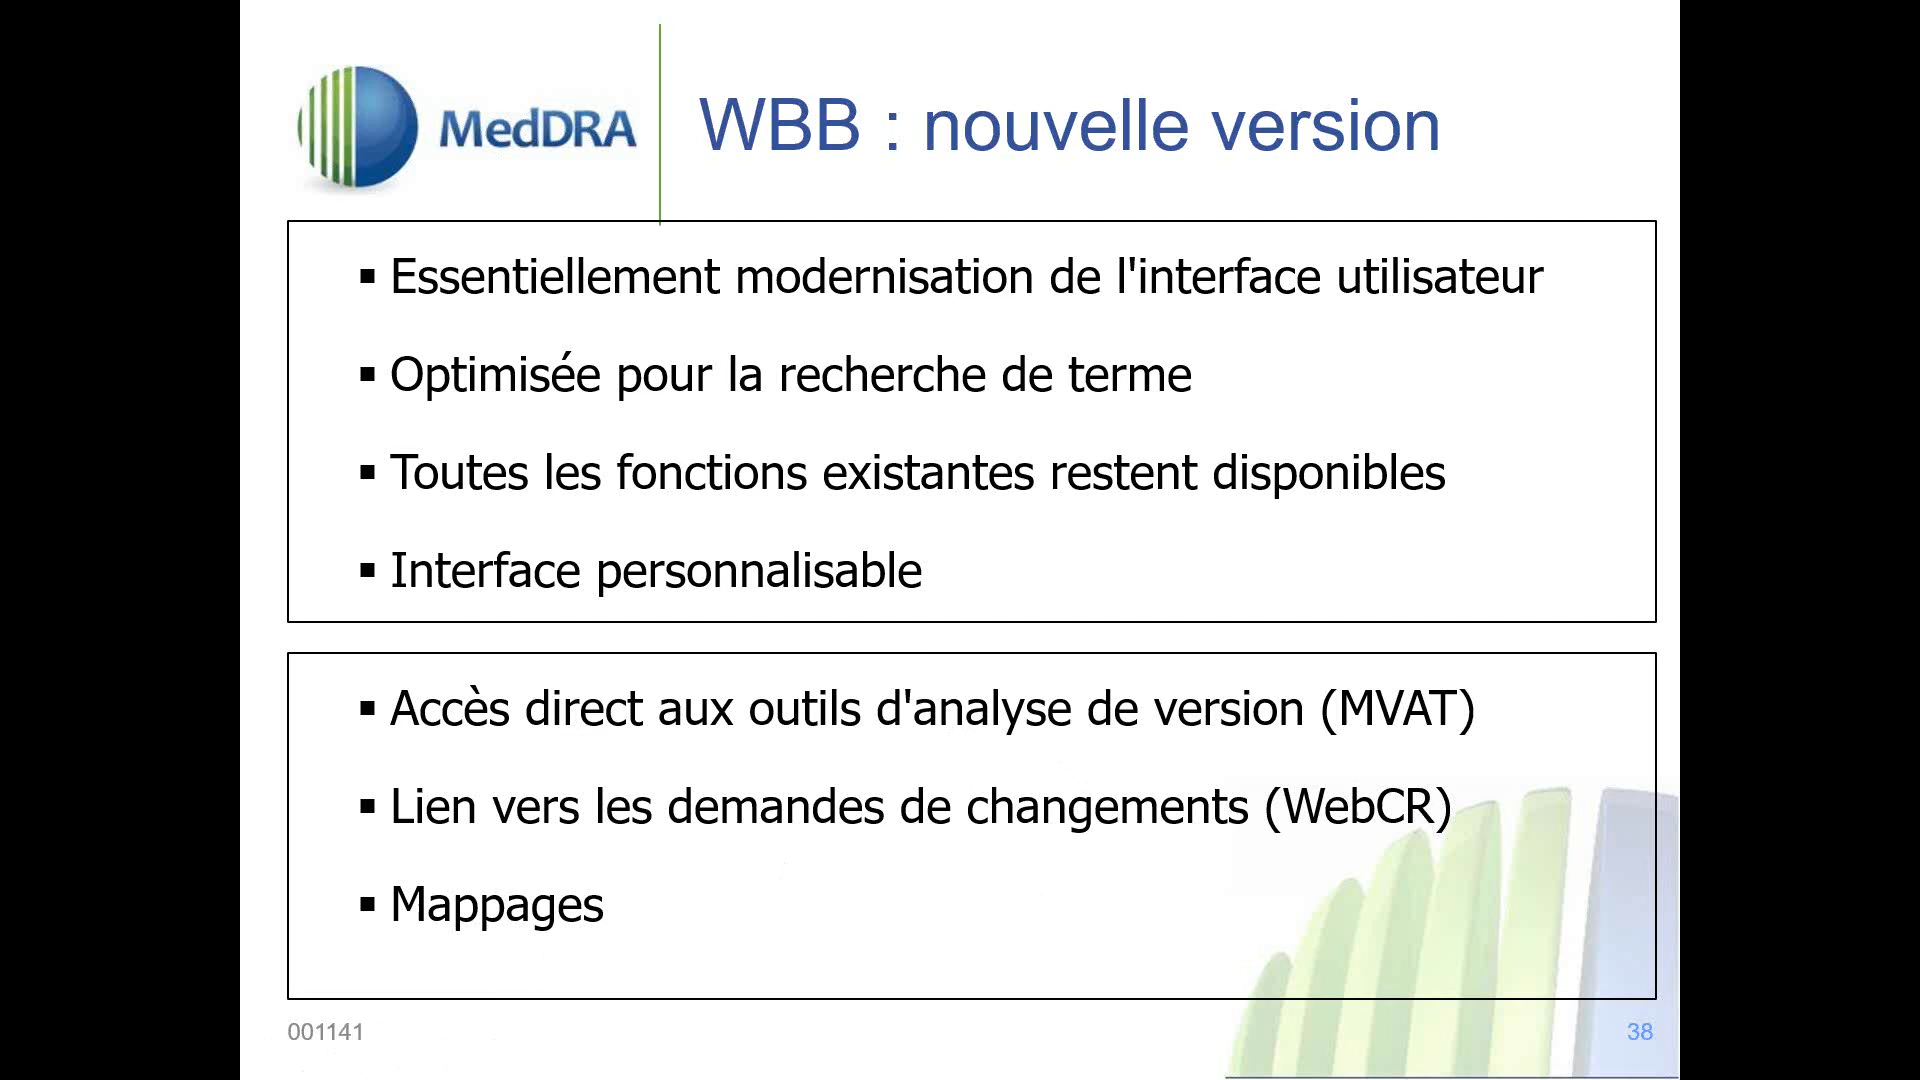 MedDRA
WBB : nouvelle version
▪ Essentiellement modernisation de l'interface utilisateur
▪ Optimisée pour la recherche de terme
▪ Toutes les fonctions existantes restent disponibles
▪ Interface personnalisable
▪ Accès direct aux outils d'analyse de version (MVAT)
▪ Lien vers les demandes de changements (WebCR)
▪ Mappages
001141
38